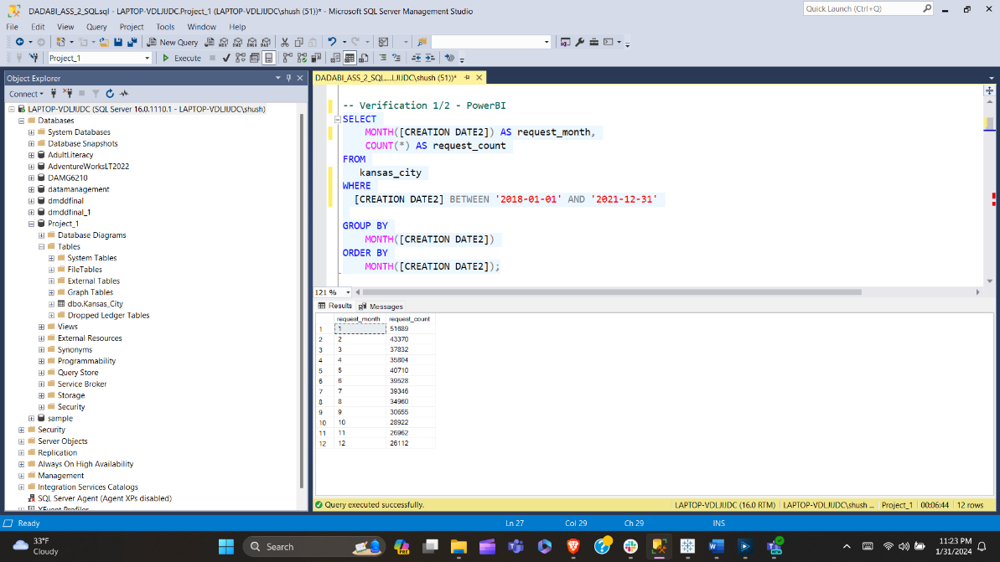 DADABI_ASS_2_SQL.sql - LAPTOP-VDLJIJDC.Project_1 (LAPTOP-VDLJIJDC\shush (51))* - Microsoft SQL Server Management Studio
Quick Launch (Ctrl+Q)
File Edit View Query Project Tools Window Help
New Query
Project_1
Execute
Object Explorer
DADABI_ASS_2_SQL....LJIJDC\shush (51))*
Connect
LAPTOP-VDLJIJDC (SQL Server 16.0.1110.1 - LAPTOP-VDLJIJDC\shush)
Databases
System Databases
Database Snapshots
AdultLiteracy
AdventureWorksLT2022
DAMG6210
datamanagement
dmddfinal
dmddfinal_1
Project_1
Database Diagrams
Tables
System Tables
FileTables
External Tables
Graph Tables
dbo.Kansas_City
Dropped Ledger Tables
Views
External Resources
Synonyms
Programmability
Query Store
Service Broker
Storage
Security
sample
Security
Server Objects
Replication
Always On High Availability
Management
Integration Services Catalogs
SQL Server Agent (Agent XPs disabled)
XEvent Profiler
-- Verification 1/2 - PowerBI
SELECT
MONTH([CREATION DATE2]) AS request_month,
COUNT(*) AS request_count
FROM
kansas_city
WHERE
[CREATION DATE2] BETWEEN '2018-01-01' AND '2021-12-31'
GROUP BY
MONTH([CREATION DATE2])
ORDER BY
MONTH([CREATION DATE2]);
121 %
Results Messages
request_month request_count
1 1 51689
2 2 43370
3 3 37832
4 4 35804
5 5 40710
6 6 39528
7 7 39346
8 8 34960
9 9 30655
10 10 28922
11 11 26962
12 12 26112
Query executed successfully. LAPTOP-VDLJIJDC (16.0 RTM) LAPTOP-VDLJIJDC\shush ... Project_1 00:06:44 12 rows
Ready Ln 27 Col 29 Ch 29 INS
33°F
Cloudy
Search
PRE
NEW
11:23 PM
1/31/2024